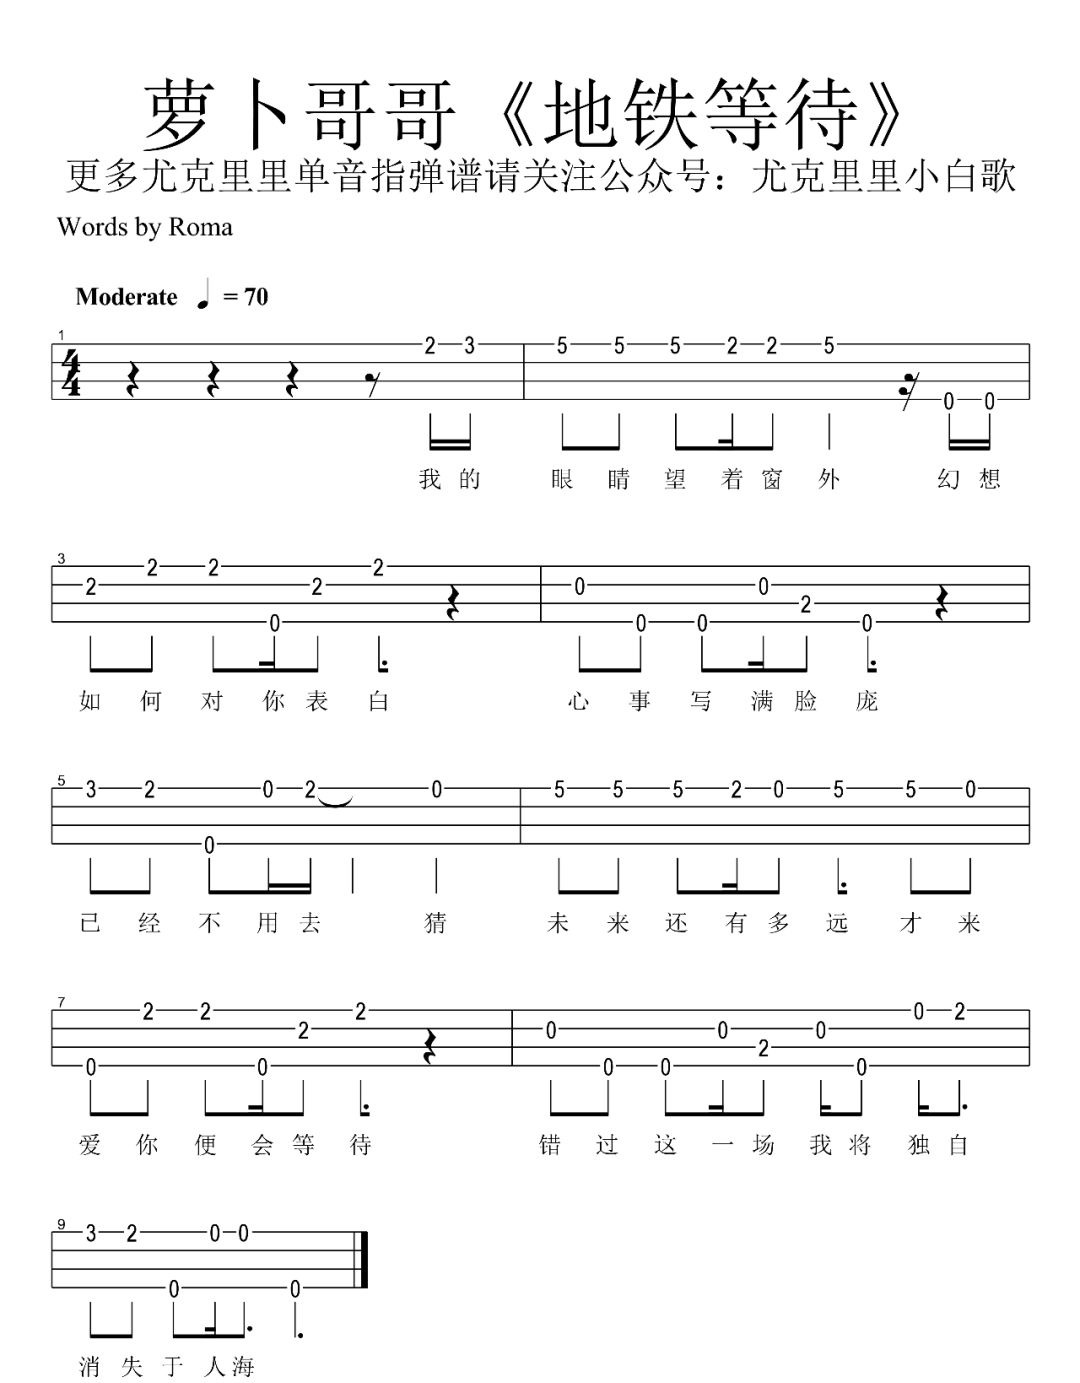 萝卜哥哥《地铁等待》
更多尤克里里单音指弹谱请关注公众号：尤克里里小白歌
Words by Roma
Moderate ♩ = 70
1
4/4 2 3 5 5 5 2 2 5 0 0
我的 眼睛望着窗外 幻想
3
2 2 2 0 2 2 0 0 0 0 2 0
如何对你表白 心事写满脸庞
5
3 2 0 0 2 0 5 5 5 2 0 5 5 0
已经不用去猜 未来还有多远才来
7
0 2 2 0 2 2 0 0 0 0 2 0 0 0 2
爱你便会等待 错过这一场我将独自
9
3 2 0 0 0 0
消失于人海